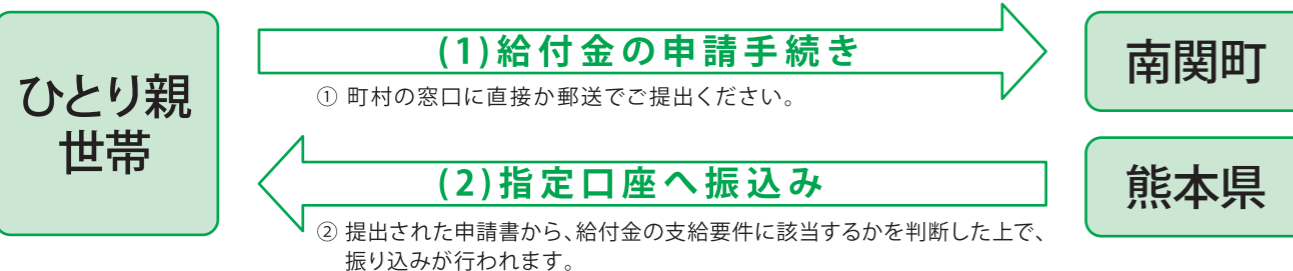 ひとり親
世帯
(1)給付金の申請手続き
① 町村の窓口に直接か郵送でご提出ください。
南関町
(2)指定口座へ振込み
② 提出された申請書から、給付金の支給要件に該当するかを判断した上で、
振り込みが行われます。
熊本県